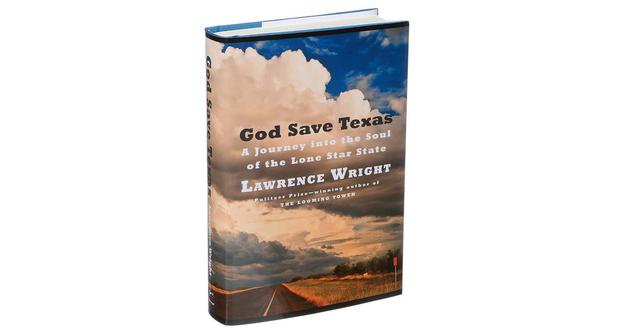 God Save Texas
A Journey into the Soul
of the Lone Star State
LAWRENCE WRIGHT
Pulitzer Prize–winning author of
THE LOOMING TOWER
God Save